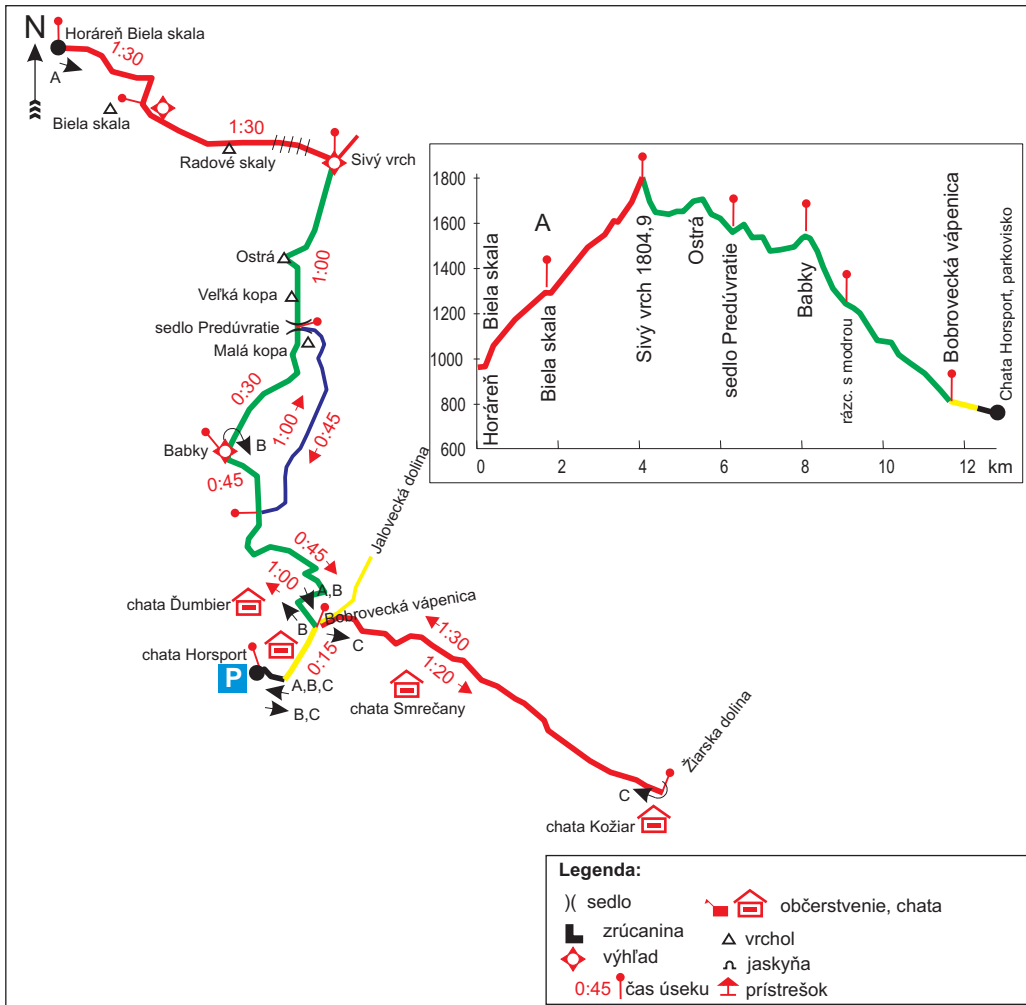 N
Horáreň Biela skala
1:30
A
Biela skala
1:30
Radové skaly
Sivý vrch
Ostrá
1:00
Veľká kopa
sedlo Predúvratie
Malá kopa
0:30
1:00
0:45
B
Babky
0:45
Jalovecká dolina
0:45
1:00
A,B
chata Ďumbier
B
Bobrovecká vápenica
C
chata Horsport
0:15
P
A,B,C
B,C
1:30
1:20
chata Smrečany
Žiarska dolina
C
chata Kožiar
1800
1600
1400
1200
1000
800
600
0
2
4
6
8
10
12
km
A
Horáreň Biela skala
Biela skala
Sivý vrch 1804,9
Ostrá
sedlo Predúvratie
Babky
rázc. s modrou
Bobrovecká vápenica
Chata Horsport, parkovisko
Legenda:
)( sedlo
občerstvenie, chata
zrúcanina
vrchol
výhľad
jaskyňa
0:45 čas úseku
prístrešok